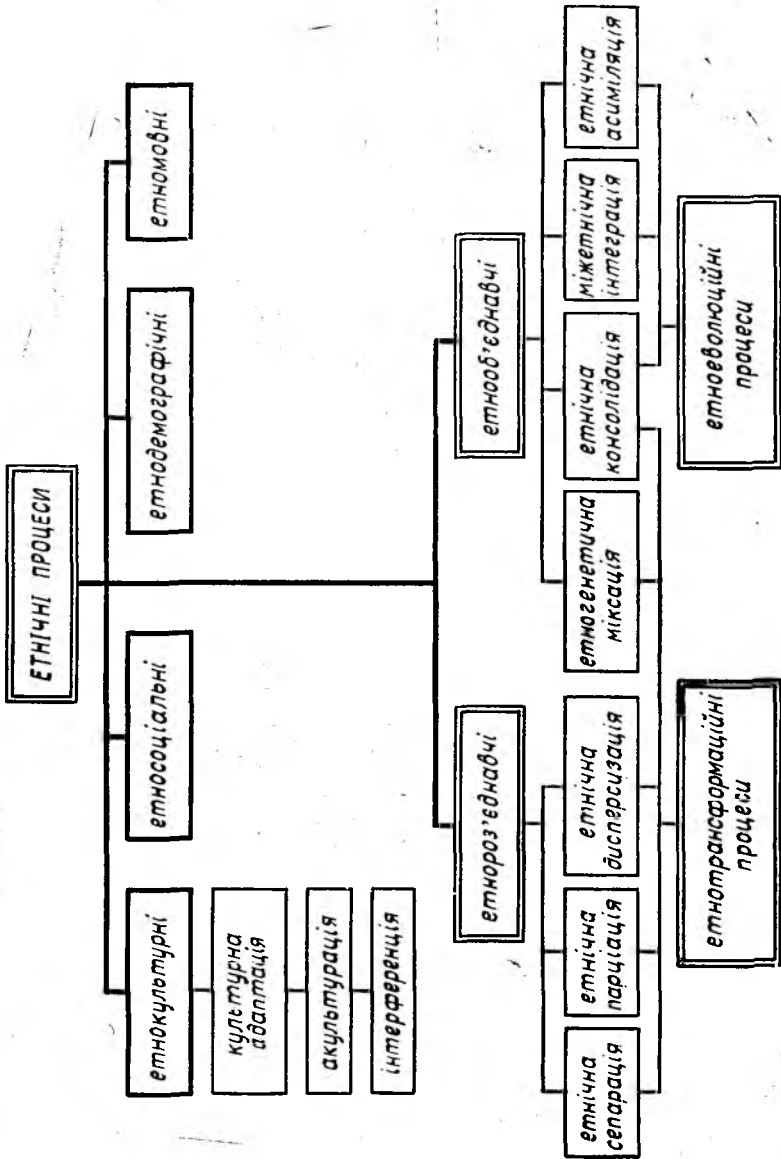 ЕТНІЧНІ ПРОЦЕСИ
етнокультурні
етносоціальні
етнодемографічні
етномовні
культурна
адаптація
акультурація
інтерференція
етнороз'єднавчі
етнооб'єднавчі
етнічна
сепарація
етнічна
парціація
етнічна
дисперсизація
етногенетична
міксація
етнічна
консолідація
міжетнічна
інтеграція
етнічна
асиміляція
етнотрансформаційні
процеси
етноеволюційні
процеси